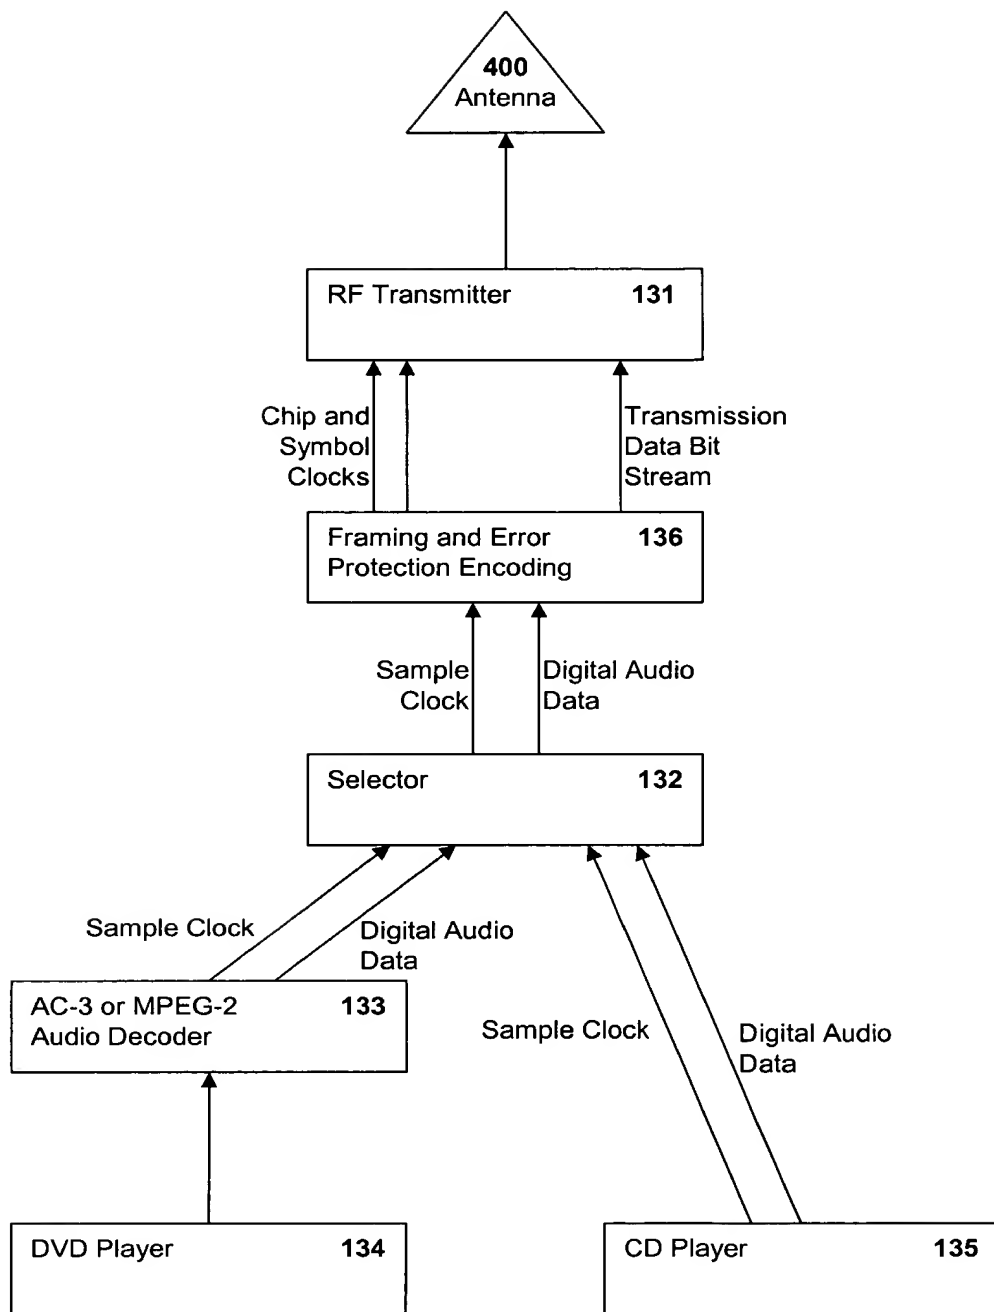 400
Antenna
RF Transmitter 131
Chip and
Symbol
Clocks
Transmission
Data Bit
Stream
Framing and Error 136
Protection Encoding
Sample
Clock
Digital Audio
Data
Selector 132
Sample Clock
Digital Audio
Data
AC-3 or MPEG-2 133
Audio Decoder
Sample Clock
Digital Audio
Data
DVD Player 134
CD Player 135